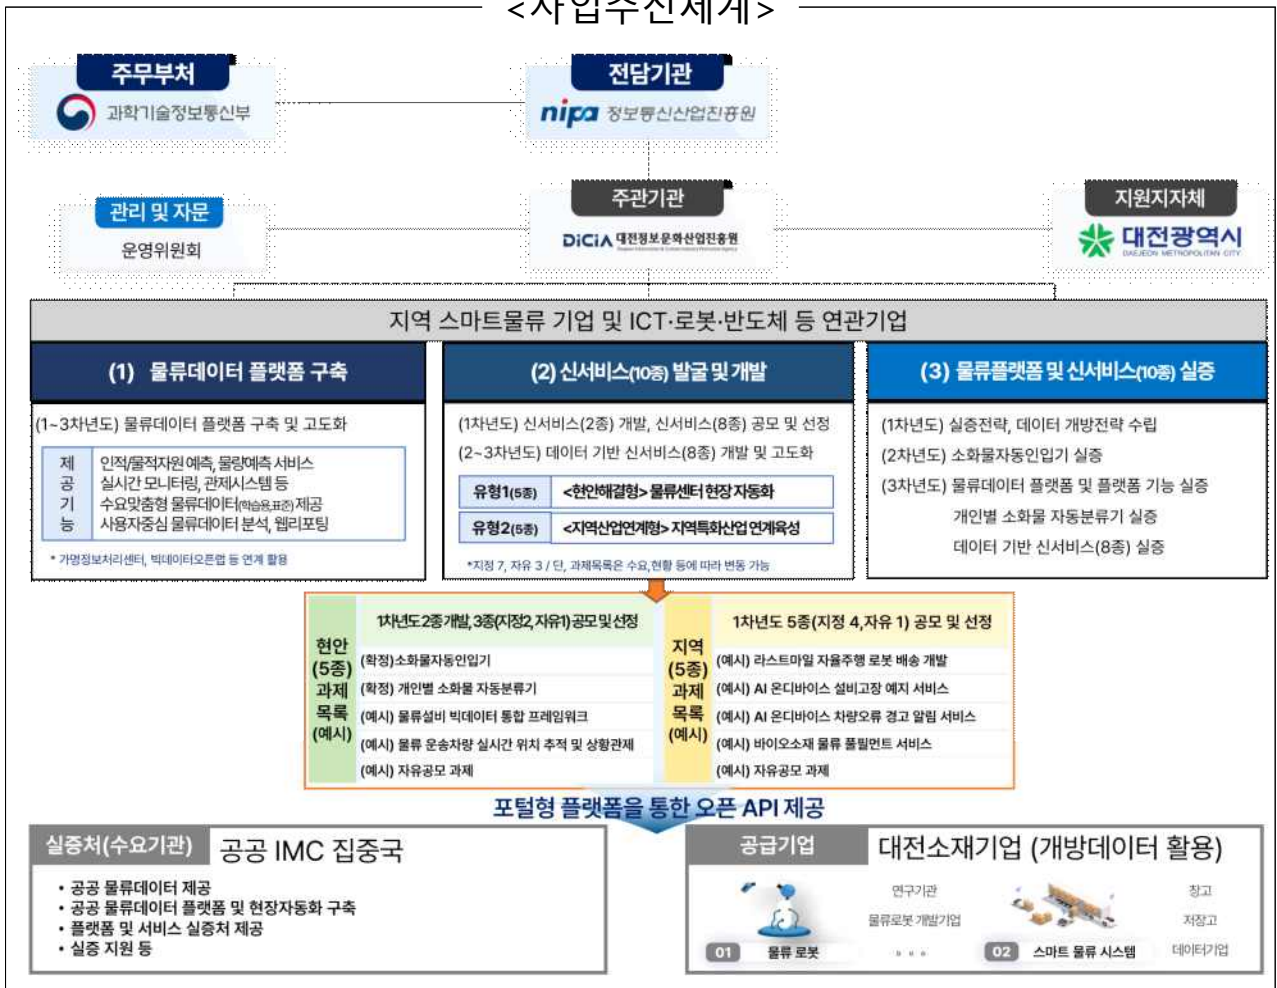 <사업추진체계>
주무부처
과학기술정보통신부
전담기관
nipa 정보통신산업진흥원
관리 및 자문
운영위원회
주관기관
DiCiA 대전정보문화산업진흥원
지원지자체
대전광역시
DAEJEON METROPOLITAN CITY
지역 스마트물류 기업 및 ICT·로봇·반도체 등 연관기업
(1) 물류데이터 플랫폼 구축
(1~3차년도) 물류데이터 플랫폼 구축 및 고도화
제공기능
인적/물적자원 예측, 물량예측 서비스
실시간 모니터링, 관제시스템 등
수요맞춤형 물류데이터(학습용,표준) 제공
사용자중심 물류데이터 분석, 웹리포팅
* 가명정보처리센터, 빅데이터오픈랩 등 연계 활용
(2) 신서비스(10종) 발굴 및 개발
(1차년도) 신서비스(2종) 개발, 신서비스(8종) 공모 및 선정
(2~3차년도) 데이터 기반 신서비스(8종) 개발 및 고도화
유형1(5종) <현안해결형> 물류센터 현장 자동화
유형2(5종) <지역산업연계형> 지역특화산업 연계육성
*지정 7, 자유 3 / 단, 과제목록은 수요,현황 등에 따라 변동 가능
(3) 물류플랫폼 및 신서비스(10종) 실증
(1차년도) 실증전략, 데이터 개방전략 수립
(2차년도) 소화물자동인입기 실증
(3차년도) 물류데이터 플랫폼 및 플랫폼 기능 실증
개인별 소화물 자동분류기 실증
데이터 기반 신서비스(8종) 실증
현안
(5종)
과제
목록
(예시)
1차년도 2종 개발, 3종(지정2, 자유1) 공모 및 선정
(확정)소화물자동인입기
(확정) 개인별 소화물 자동분류기
(예시) 물류설비 빅데이터 통합 프레임워크
(예시) 물류 운송차량 실시간 위치 추적 및 상황관제
(예시) 자유공모 과제
지역
(5종)
과제
목록
(예시)
1차년도 5종(지정 4,자유 1) 공모 및 선정
(예시) 라스트마일 자율주행 로봇 배송 개발
(예시) AI 온디바이스 설비고장 예지 서비스
(예시) AI 온디바이스 차량오류 경고 알림 서비스
(예시) 바이오소재 물류 풀필먼트 서비스
(예시) 자유공모 과제
포털형 플랫폼을 통한 오픈 API 제공
실증처(수요기관) 공공 IMC 집중국
• 공공 물류데이터 제공
• 공공 물류데이터 플랫폼 및 현장자동화 구축
• 플랫폼 및 서비스 실증처 제공
• 실증 지원 등
공급기업 대전소재기업 (개방데이터 활용)
01 물류 로봇
연구기관
물류로봇 개발기업
02 스마트 물류 시스템
창고
저장고
데이터기업